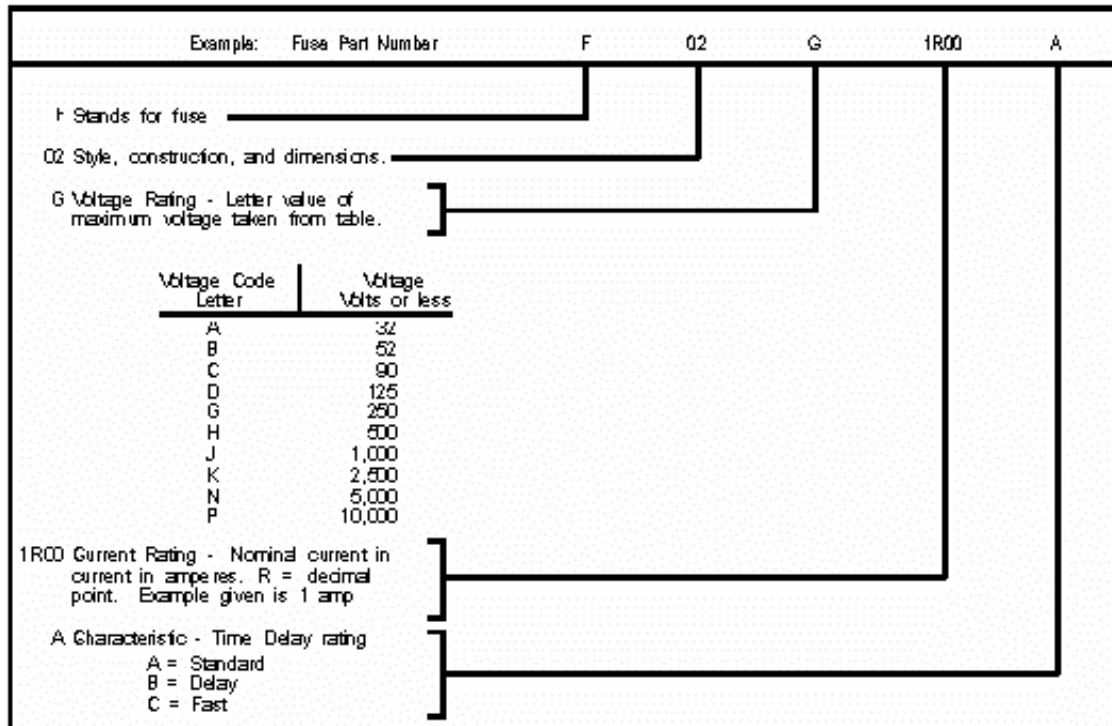 Example: Fuse Part Number F 02 G 1R00 A
F Stands for fuse
02 Style, construction, and dimensions.
G Voltage Rating - Letter value of
maximum voltage taken from table.
Voltage Code Voltage
Letter Volts or less
A 32
B 52
C 90
D 125
G 250
H 500
J 1,000
K 2,500
N 5,000
P 10,000
1R00 Current Rating - Nominal current in
current in amperes. R = decimal
point. Example given is 1 amp
A Characteristic - Time Delay rating
A = Standard
B = Delay
C = Fast